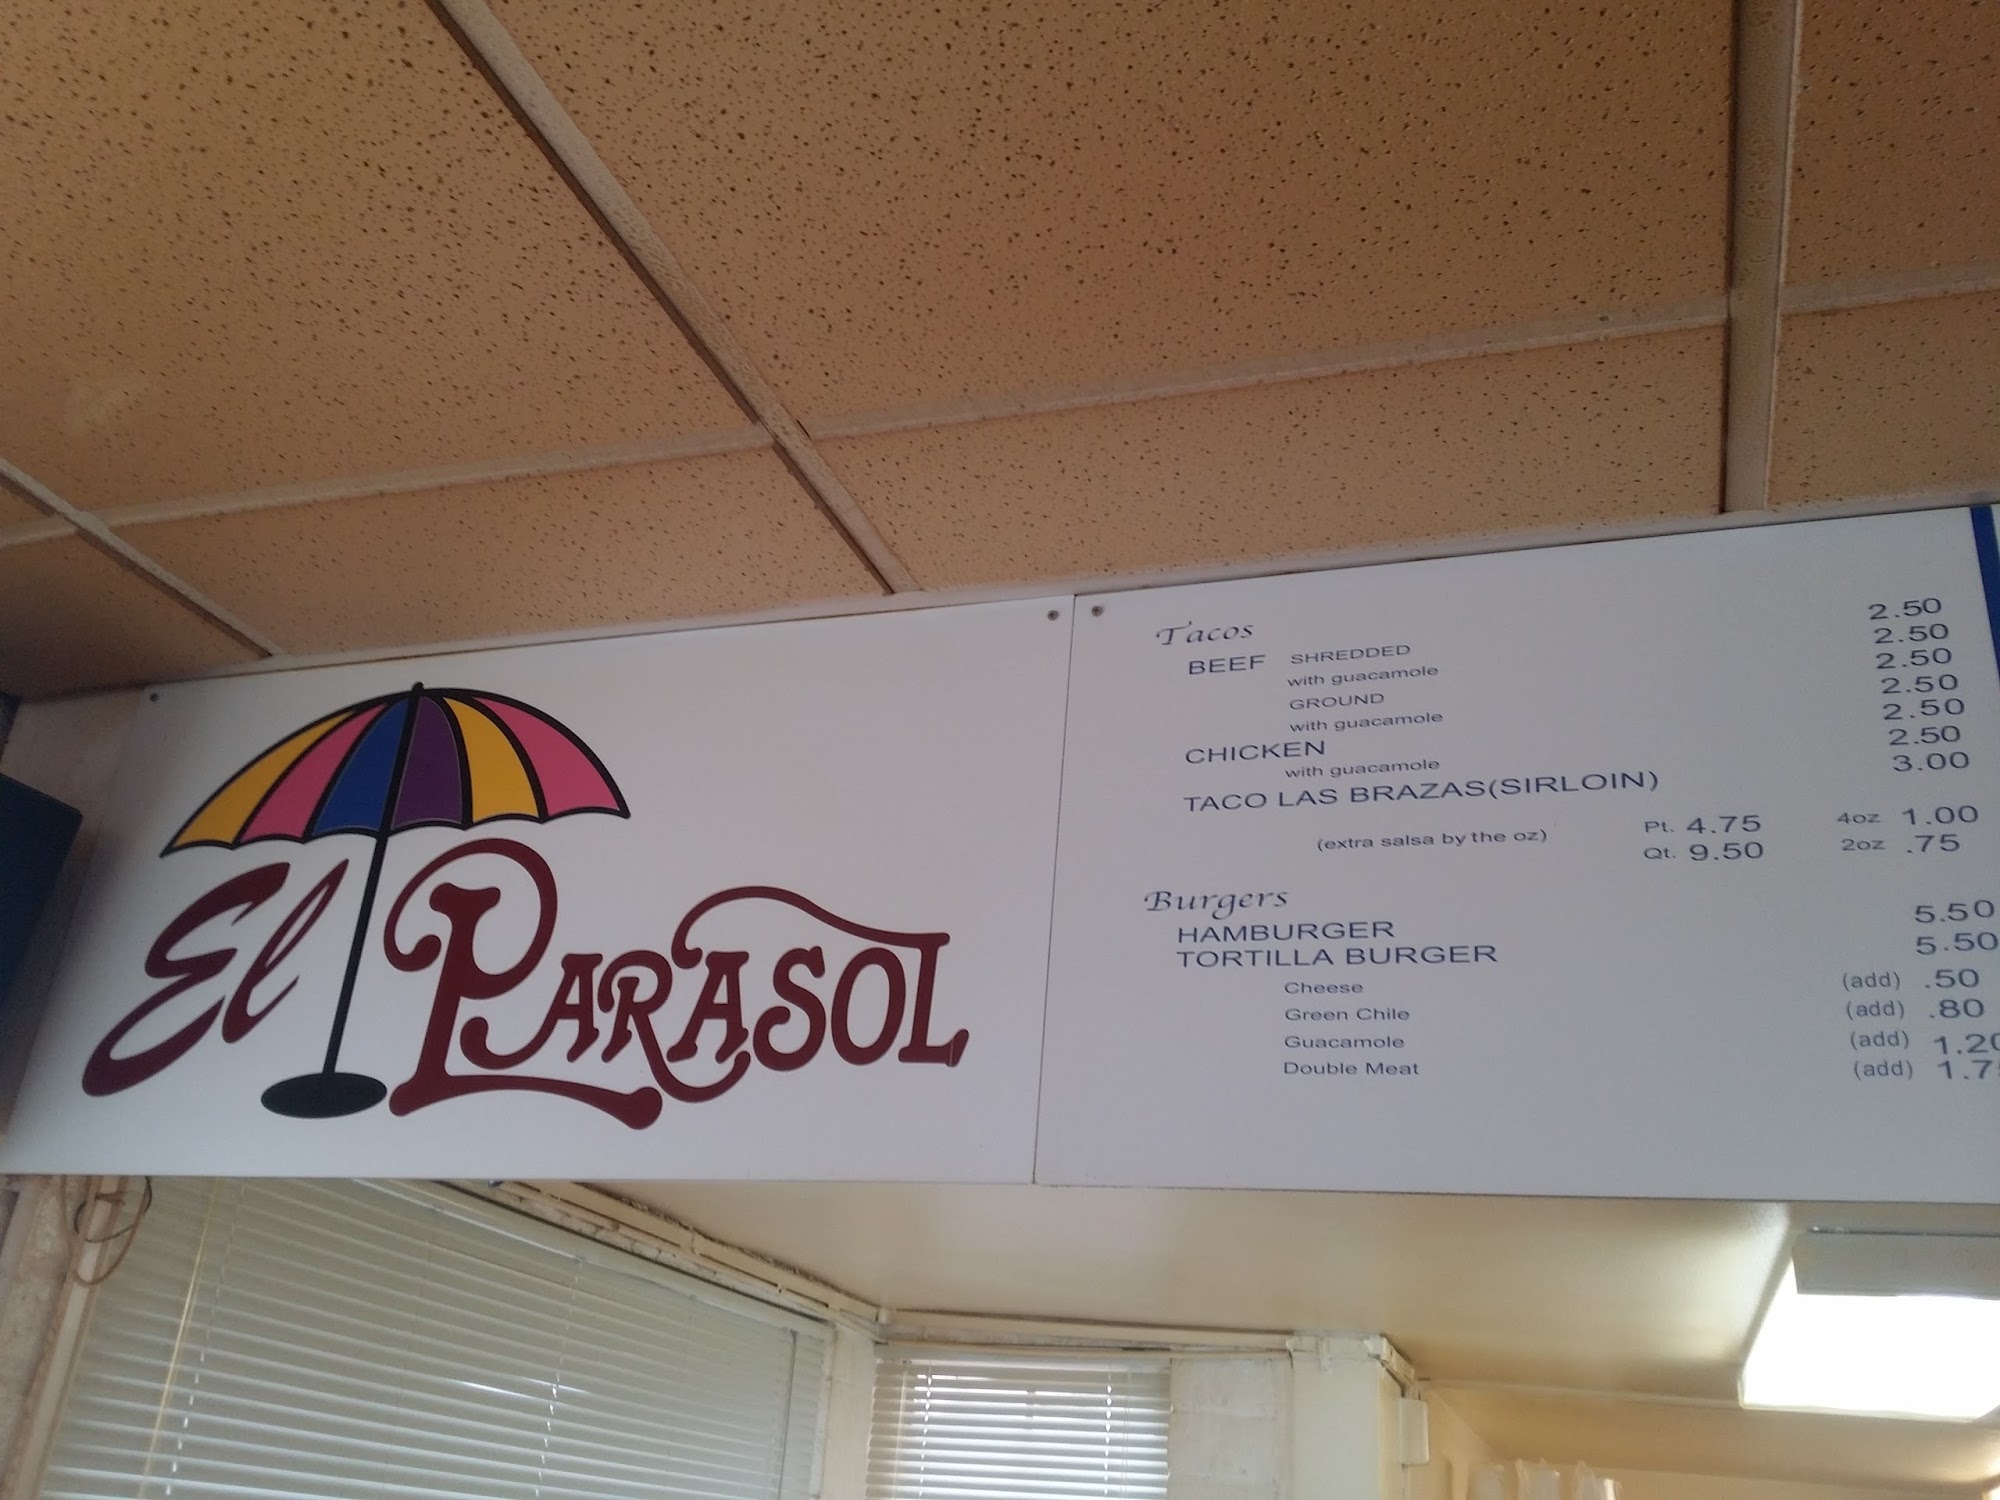 El PARASOL
Tacos
BEEF SHREDDED 2.50
with guacamole 2.50
GROUND 2.50
with guacamole 2.50
CHICKEN 2.50
with guacamole 2.50
TACO LAS BRAZAS(SIRLOIN) 3.00
(extra salsa by the oz) Pt. 4.75 4oz 1.00
Qt. 9.50 2oz .75
Burgers
HAMBURGER 5.50
TORTILLA BURGER 5.50
Cheese (add) .50
Green Chile (add) .80
Guacamole (add) 1.20
Double Meat (add)